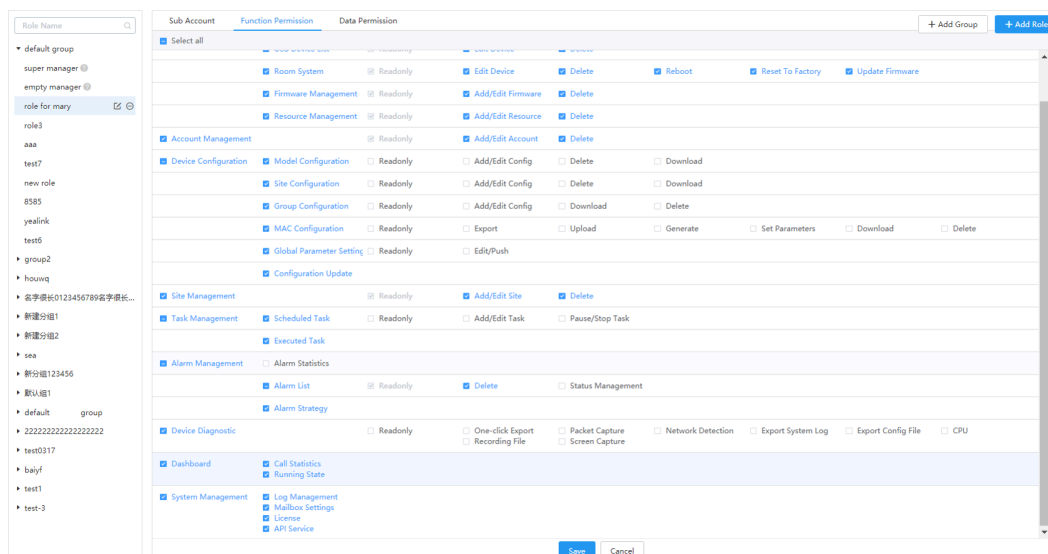 Role Name
default group
super manager
empty manager
role for mary
role3
aaa
test7
new role
8585
yealink
test6
group2
houwq
名字很长0123456789名字很长...
新建分组1
新建分组2
sea
新分组123456
默认组1
default group
222222222222222222
test0317
baiyf
test1
test-3
Sub Account Function Permission Data Permission
+ Add Group + Add Role
Select all
Room System Readonly Edit Device Delete Reboot Reset To Factory Update Firmware
Firmware Management Readonly Add/Edit Firmware Delete
Resource Management Readonly Add/Edit Resource Delete
Account Management Readonly Add/Edit Account Delete
Device Configuration Model Configuration Readonly Add/Edit Config Delete Download
Site Configuration Readonly Add/Edit Config Delete Download
Group Configuration Readonly Add/Edit Config Download Delete
MAC Configuration Readonly Export Upload Generate Set Parameters Download Delete
Global Parameter Setting Readonly Edit/Push
Configuration Update
Site Management Readonly Add/Edit Site Delete
Task Management Scheduled Task Readonly Add/Edit Task Pause/Stop Task
Executed Task
Alarm Management Alarm Statistics
Alarm List Readonly Delete Status Management
Alarm Strategy
Device Diagnostic Readonly One-click Export Packet Capture Network Detection Export System Log Export Config File CPU
Recording File Screen Capture
Dashboard Call Statistics
Running State
System Management Log Management
Mailbox Settings
License
API Service
Save Cancel